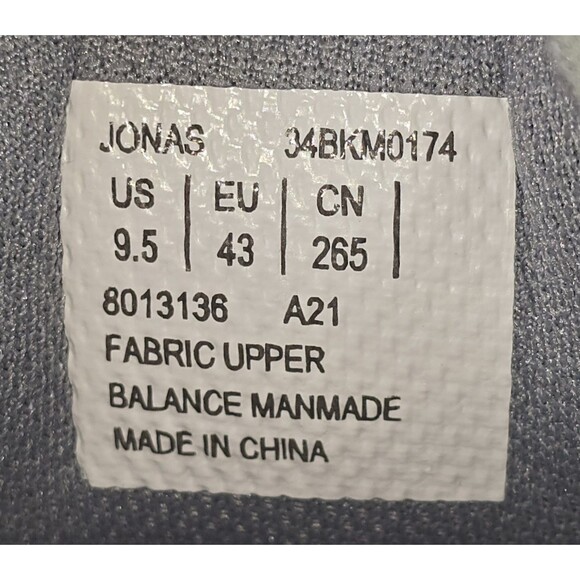 JONAS 34BKM0174
US | EU | CN |
9.5 | 43 | 265 |
8013136 A21
FABRIC UPPER
BALANCE MANMADE
MADE IN CHINA